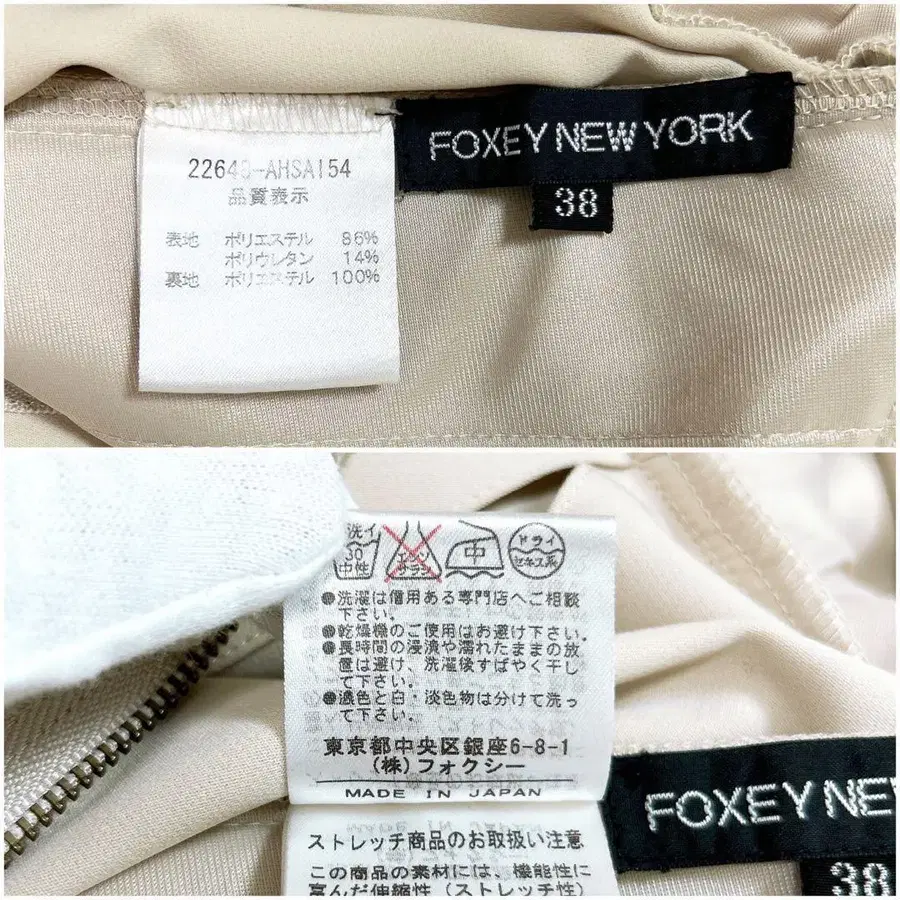 FOXEY NEW YORK
38
22643-AHSA154
品質表示
表地 ポリエステル 86%
ポリウレタン 14%
裏地 ポリエステル 100%
洗イ
30
中性
エンソ
サラシ
中
ドライ
セキユ系
●洗濯は信用ある専門店へご相談
下さい。
●乾燥機のご使用はお避け下さい。
●長時間の浸漬や濡れたままの放
置は避け、洗濯後すばやく干し
て下さい。
●濃色と白・淡色物は分けて洗っ
て下さい。
東京都中央区銀座6-8-1
(株)フォクシー
MADE IN JAPAN
ストレッチ商品のお取扱い注意
この商品の素材には、機能性に
富んだ伸縮性(ストレッチ性)
FOXEY NE
38